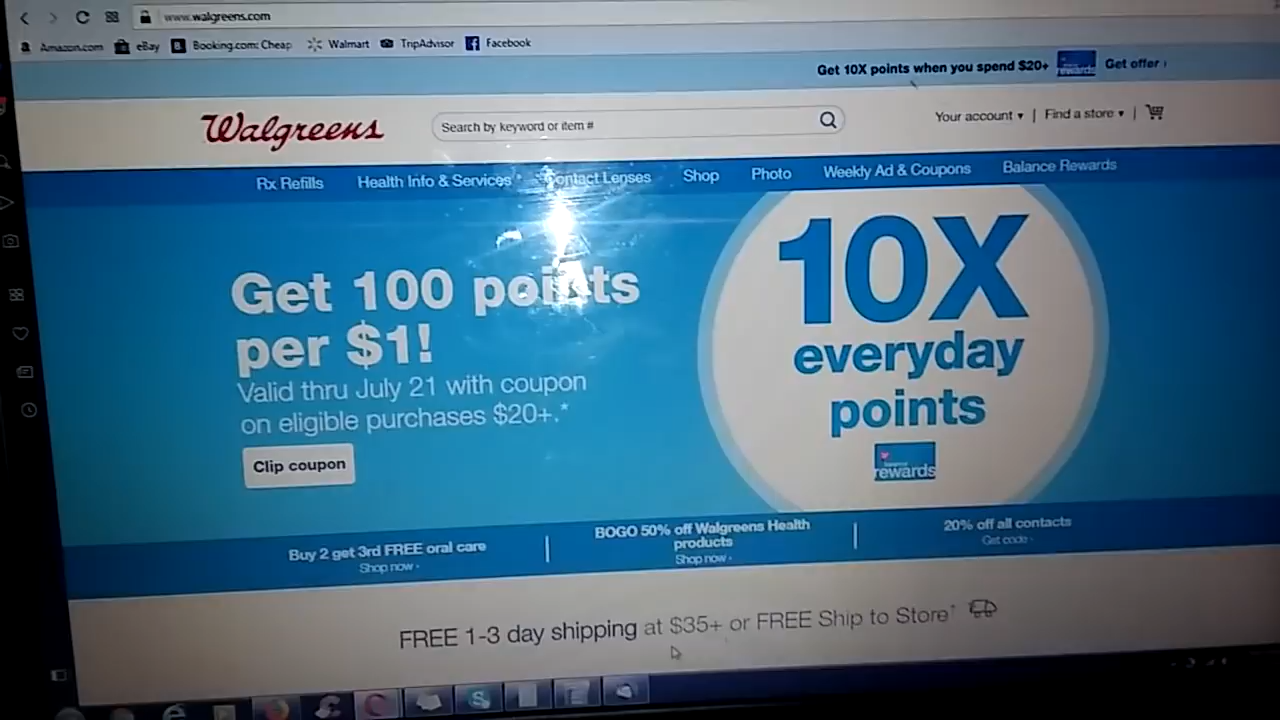 www.walgreens.com
Amazon.com eBay Booking.com: Cheap Walmart TripAdvisor Facebook
Get 10X points when you spend $20+ rewards Get offer ›
Walgreens
Search by keyword or item #
Your account ▾ | Find a store ▾ |
Rx Refills Health Info & Services Contact Lenses Shop Photo Weekly Ad & Coupons Balance Rewards
Get 100 points
per $1!
Valid thru July 21 with coupon
on eligible purchases $20+.*
Clip coupon
10X
everyday
points
balance
rewards
Buy 2 get 3rd FREE oral care
Shop now ›
BOGO 50% off Walgreens Health
products
Shop now ›
20% off all contacts
Get code ›
FREE 1-3 day shipping at $35+ or FREE Ship to Store†